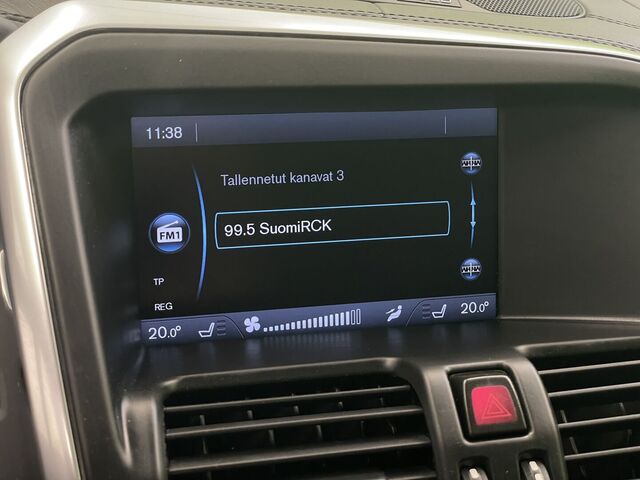 11:38
Tallennetut kanavat 3
99.5 SuomiRCK
FM1
TP
REG
20.0°
20.0°